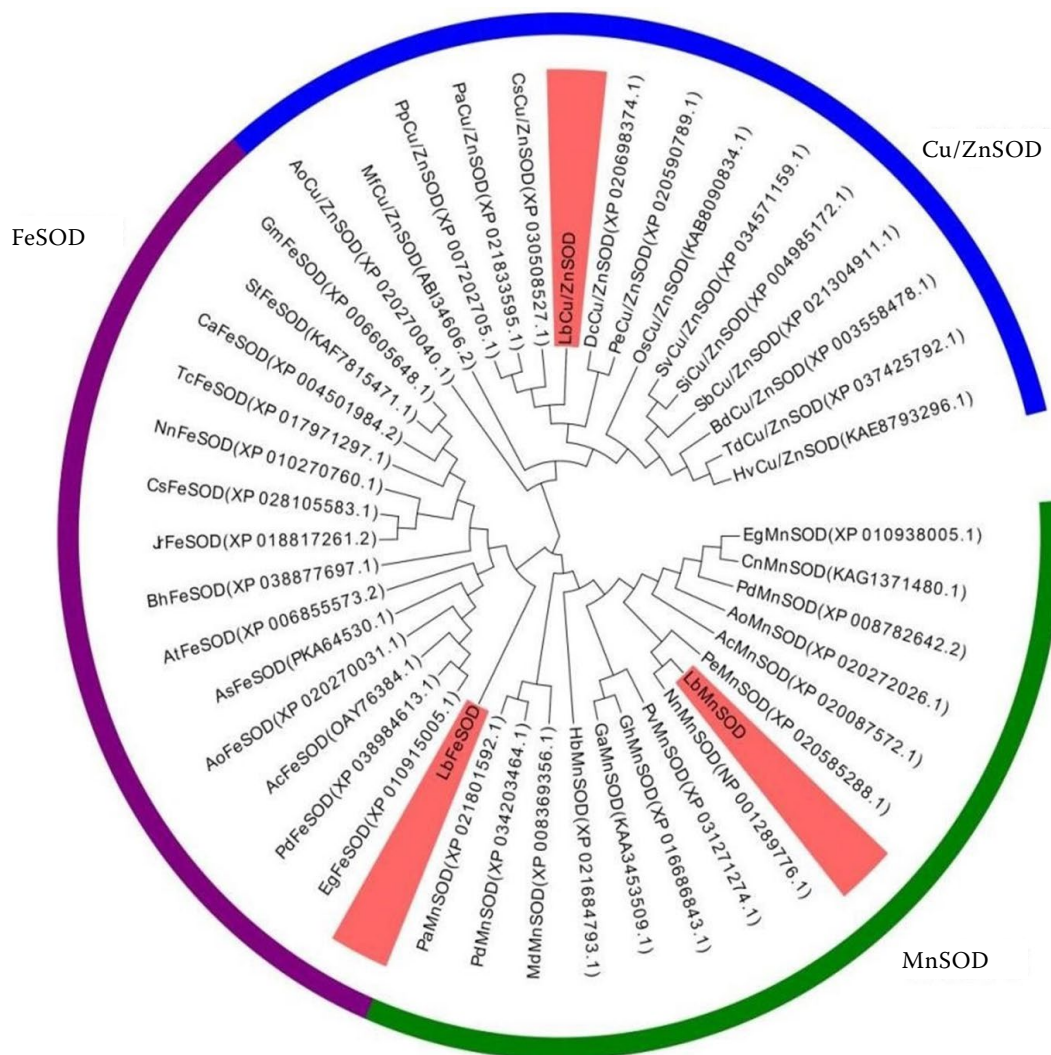 Cu/ZnSOD
FeSOD
MnSOD
AoCu/ZnSOD(XP 020270040.1)
MfCu/ZnSOD(ABI34606.2)
PpCu/ZnSOD(XP 007202705.1)
PaCu/ZnSOD(XP 021833595.1)
CsCu/ZnSOD(XP 030508527.1)
LbCu/ZnSOD
DcCu/ZnSOD(XP 020698374.1)
PeCu/ZnSOD(XP 020590789.1)
OsCu/ZnSOD(KAB8090834.1)
SvCu/ZnSOD(XP 034571159.1)
SiCu/ZnSOD(XP 004985172.1)
SbCu/ZnSOD(XP 021304911.1)
BdCu/ZnSOD(XP 003558478.1)
TdCu/ZnSOD(XP 037425792.1)
HvCu/ZnSOD(KAE8793296.1)
EgMnSOD(XP 010938005.1)
CnMnSOD(KAG1371480.1)
PdMnSOD(XP 008782642.2)
AoMnSOD(XP 020272026.1)
AcMnSOD(XP 020087572.1)
PeMnSOD(XP 020585288.1)
LbMnSOD
NnMnSOD(NP 001289776.1)
PvMnSOD(XP 031271274.1)
GhMnSOD(XP 016686843.1)
GaMnSOD(KAA3453509.1)
HbMnSOD(XP 021684793.1)
MdMnSOD(XP 008369356.1)
PdMnSOD(XP 034203464.1)
PaMnSOD(XP 021801592.1)
LbFeSOD
EgFeSOD(XP 010915005.1)
PdFeSOD(XP 038984613.1)
AcFeSOD(OAY76384.1)
AoFeSOD(XP 020270031.1)
AsFeSOD(PKA64530.1)
AtFeSOD(XP 006855573.2)
BhFeSOD(XP 038877697.1)
JrFeSOD(XP 018817261.2)
CsFeSOD(XP 028105583.1)
NnFeSOD(XP 010270760.1)
TcFeSOD(XP 017971297.1)
CaFeSOD(XP 004501984.2)
StFeSOD(KAF7815471.1)
GmFeSOD(XP 006605648.1)